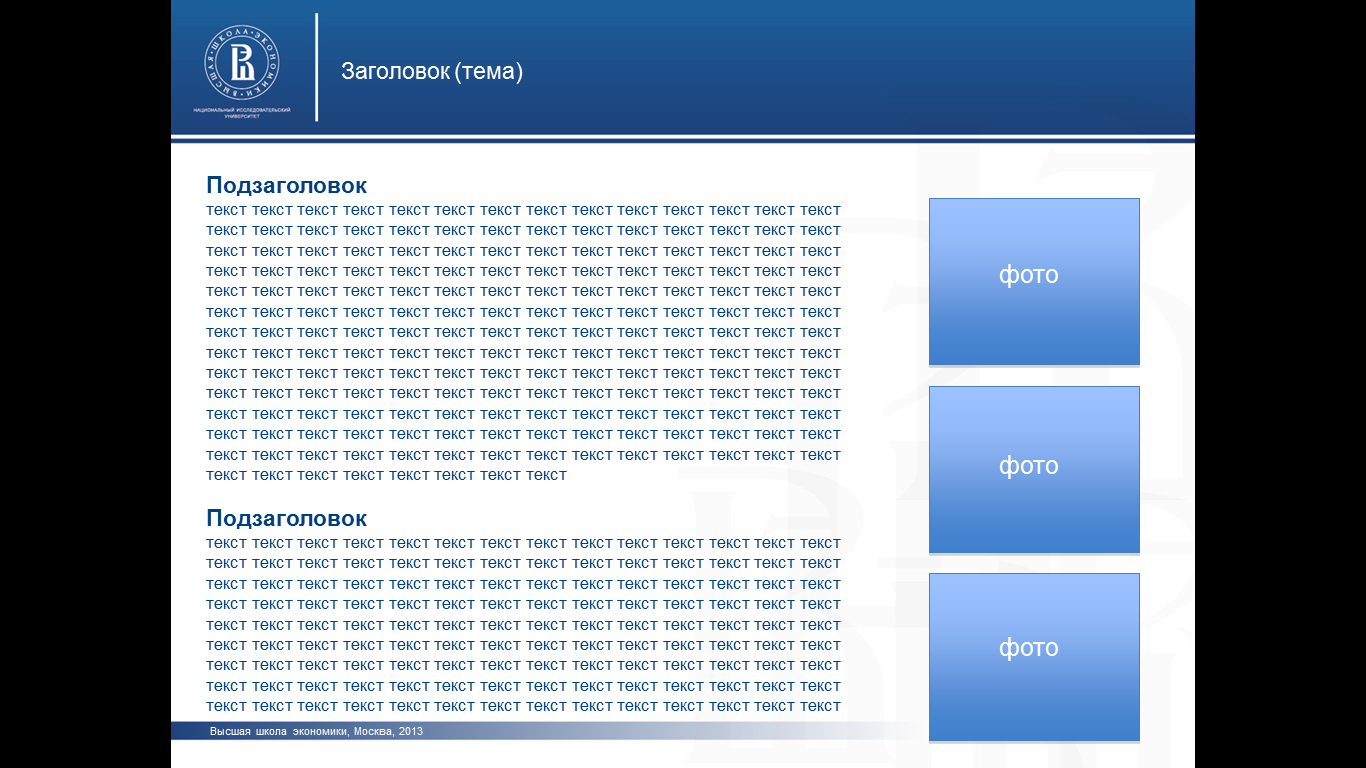 ВЫСШАЯ ШКОЛА ЭКОНОМИКИ
НАЦИОНАЛЬНЫЙ ИССЛЕДОВАТЕЛЬСКИЙ
УНИВЕРСИТЕТ
Заголовок (тема)
Подзаголовок
текст текст текст текст текст текст текст текст текст текст текст текст текст текст
текст текст текст текст текст текст текст текст текст текст текст текст текст текст
текст текст текст текст текст текст текст текст текст текст текст текст текст текст
текст текст текст текст текст текст текст текст текст текст текст текст текст текст
текст текст текст текст текст текст текст текст текст текст текст текст текст текст
текст текст текст текст текст текст текст текст текст текст текст текст текст текст
текст текст текст текст текст текст текст текст текст текст текст текст текст текст
текст текст текст текст текст текст текст текст текст текст текст текст текст текст
текст текст текст текст текст текст текст текст текст текст текст текст текст текст
текст текст текст текст текст текст текст текст текст текст текст текст текст текст
текст текст текст текст текст текст текст текст текст текст текст текст текст текст
текст текст текст текст текст текст текст текст текст текст текст текст текст текст
текст текст текст текст текст текст текст текст текст текст текст текст текст текст
текст текст текст текст текст текст текст текст
Подзаголовок
текст текст текст текст текст текст текст текст текст текст текст текст текст текст
текст текст текст текст текст текст текст текст текст текст текст текст текст текст
текст текст текст текст текст текст текст текст текст текст текст текст текст текст
текст текст текст текст текст текст текст текст текст текст текст текст текст текст
текст текст текст текст текст текст текст текст текст текст текст текст текст текст
текст текст текст текст текст текст текст текст текст текст текст текст текст текст
текст текст текст текст текст текст текст текст текст текст текст текст текст текст
текст текст текст текст текст текст текст текст текст текст текст текст текст текст
текст текст текст текст текст текст текст текст текст текст текст текст текст текст
фото
фото
фото
Высшая школа экономики, Москва, 2013